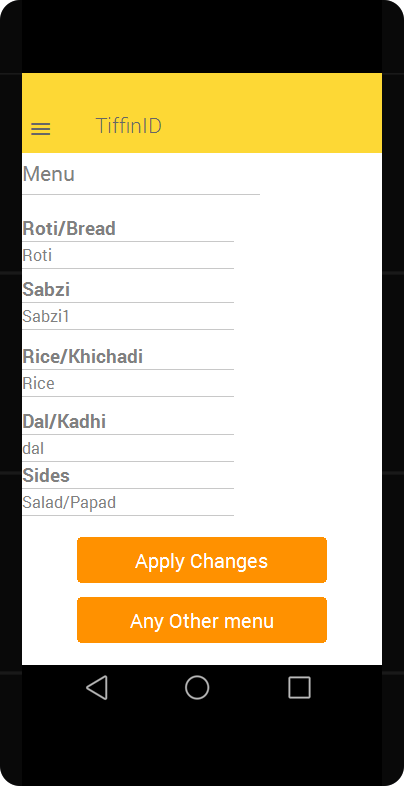 TiffinID
Menu
Roti/Bread
Roti
Sabzi
Sabzi1
Rice/Khichadi
Rice
Dal/Kadhi
dal
Sides
Salad/Papad
Apply Changes
Any Other menu